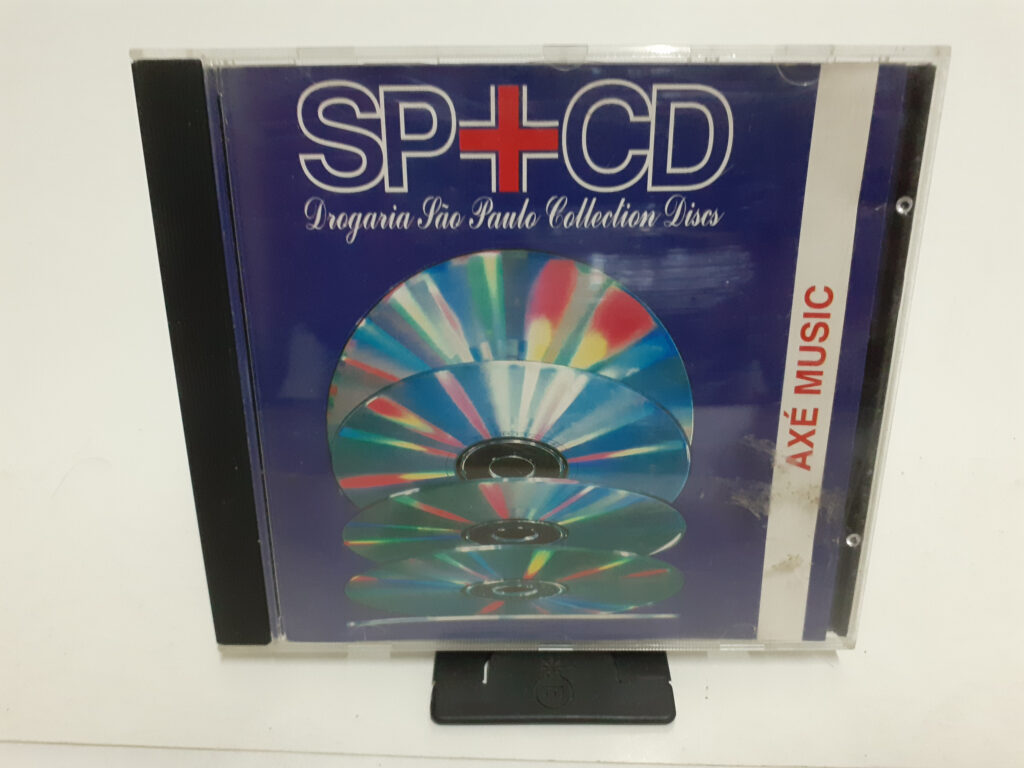 SP+CD
Drogaria São Paulo Collection Discs
AXÉ MUSIC